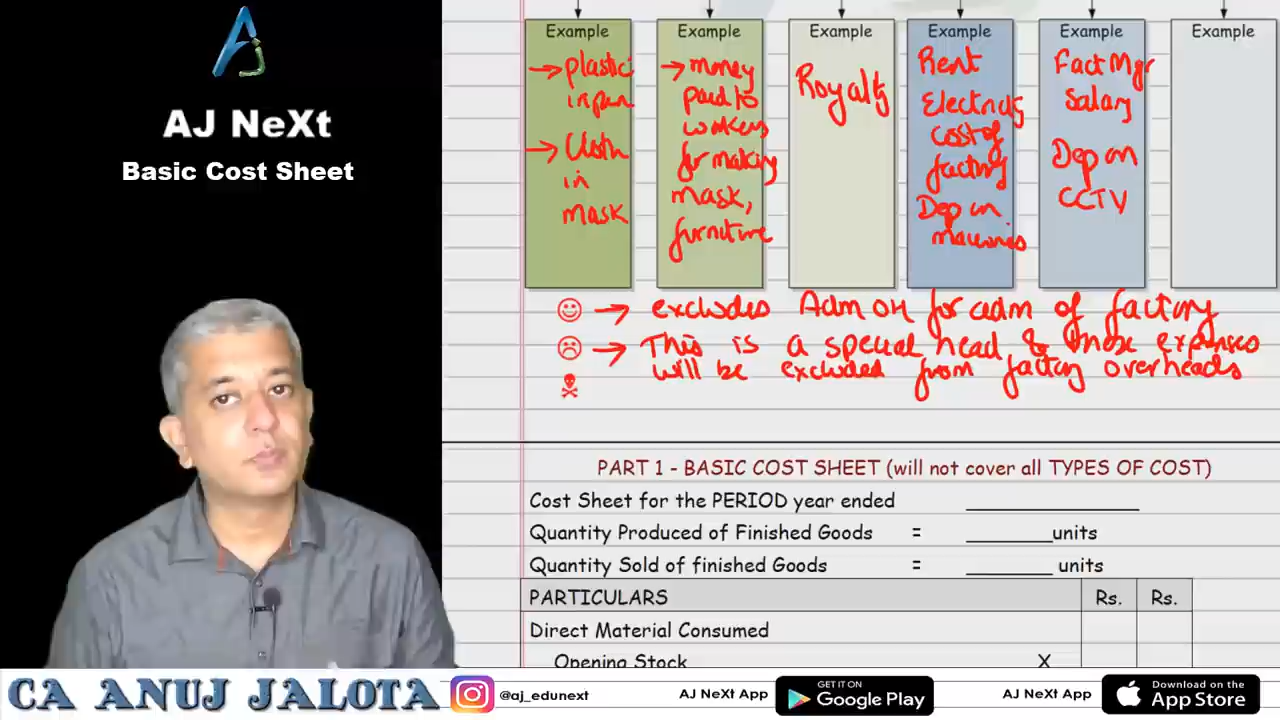 AJ NeXt
Basic Cost Sheet
Example
→ plastic
in pen
→ Cloth
in
mask
Example
→ money
paid to
workers
for making
mask,
furniture
Example
Royalty
Example
Rent
Electricity
cost of
factory
Dep on
Example
Fact Mgr
Salary
Dep on
CCTV
Example
☺ → excludes Adm OH for adm of factory
☹ → This is a special head & these expenses
will be excluded from factory overheads
☠
PART 1 - BASIC COST SHEET (will not cover all TYPES OF COST)
Cost Sheet for the PERIOD year ended ____________
Quantity Produced of Finished Goods = ________units
Quantity Sold of finished Goods = ________ units
PARTICULARS Rs. Rs.
Direct Material Consumed
Opening Stock X
CA ANUJ JALOTA @aj_edunext AJ NeXt App GET IT ON Google Play AJ NeXt App Download on the App Store